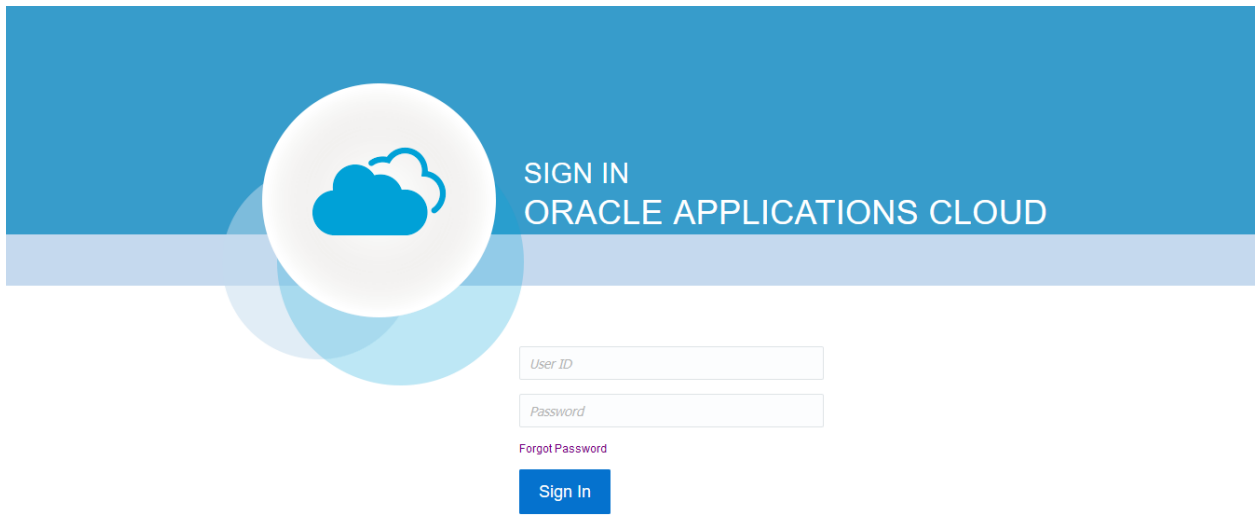 SIGN IN
ORACLE APPLICATIONS CLOUD
User ID
Password
Forgot Password
Sign In